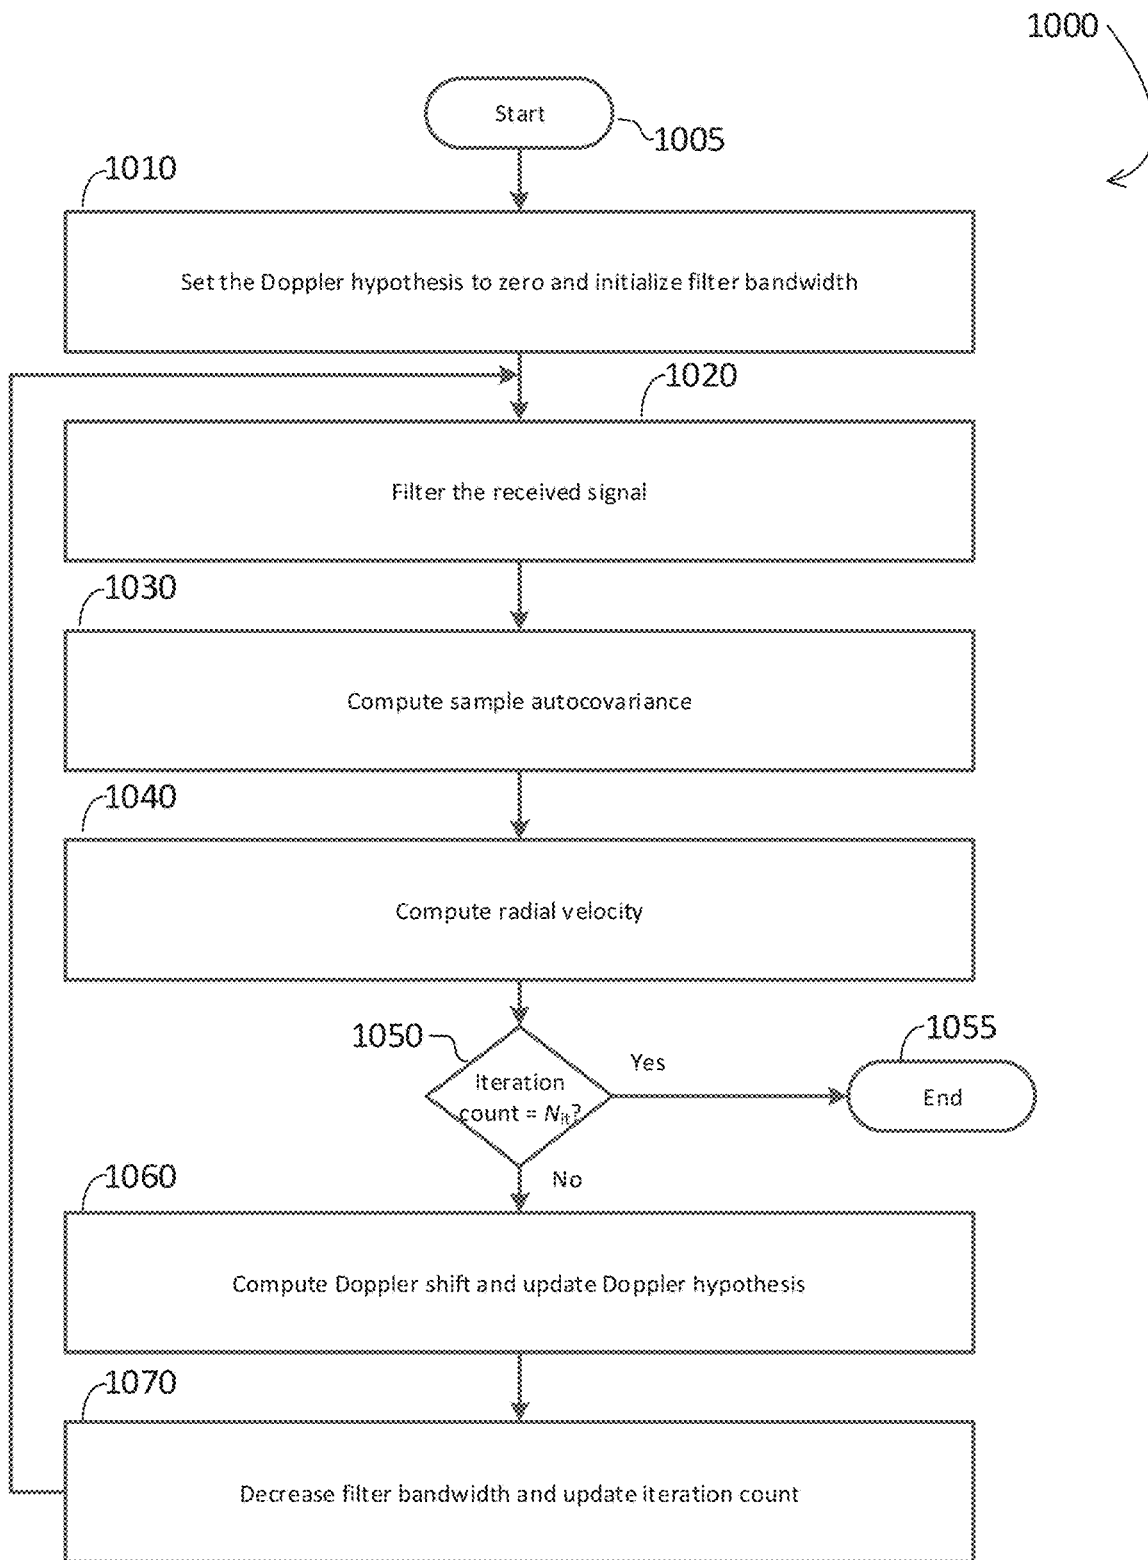 1000
Start
1005
1010
Set the Doppler hypothesis to zero and initialize filter bandwidth
1020
Filter the received signal
1030
Compute sample autocovariance
1040
Compute radial velocity
1050
Iteration
count = Nit?
Yes
1055
End
No
1060
Compute Doppler shift and update Doppler hypothesis
1070
Decrease filter bandwidth and update iteration count